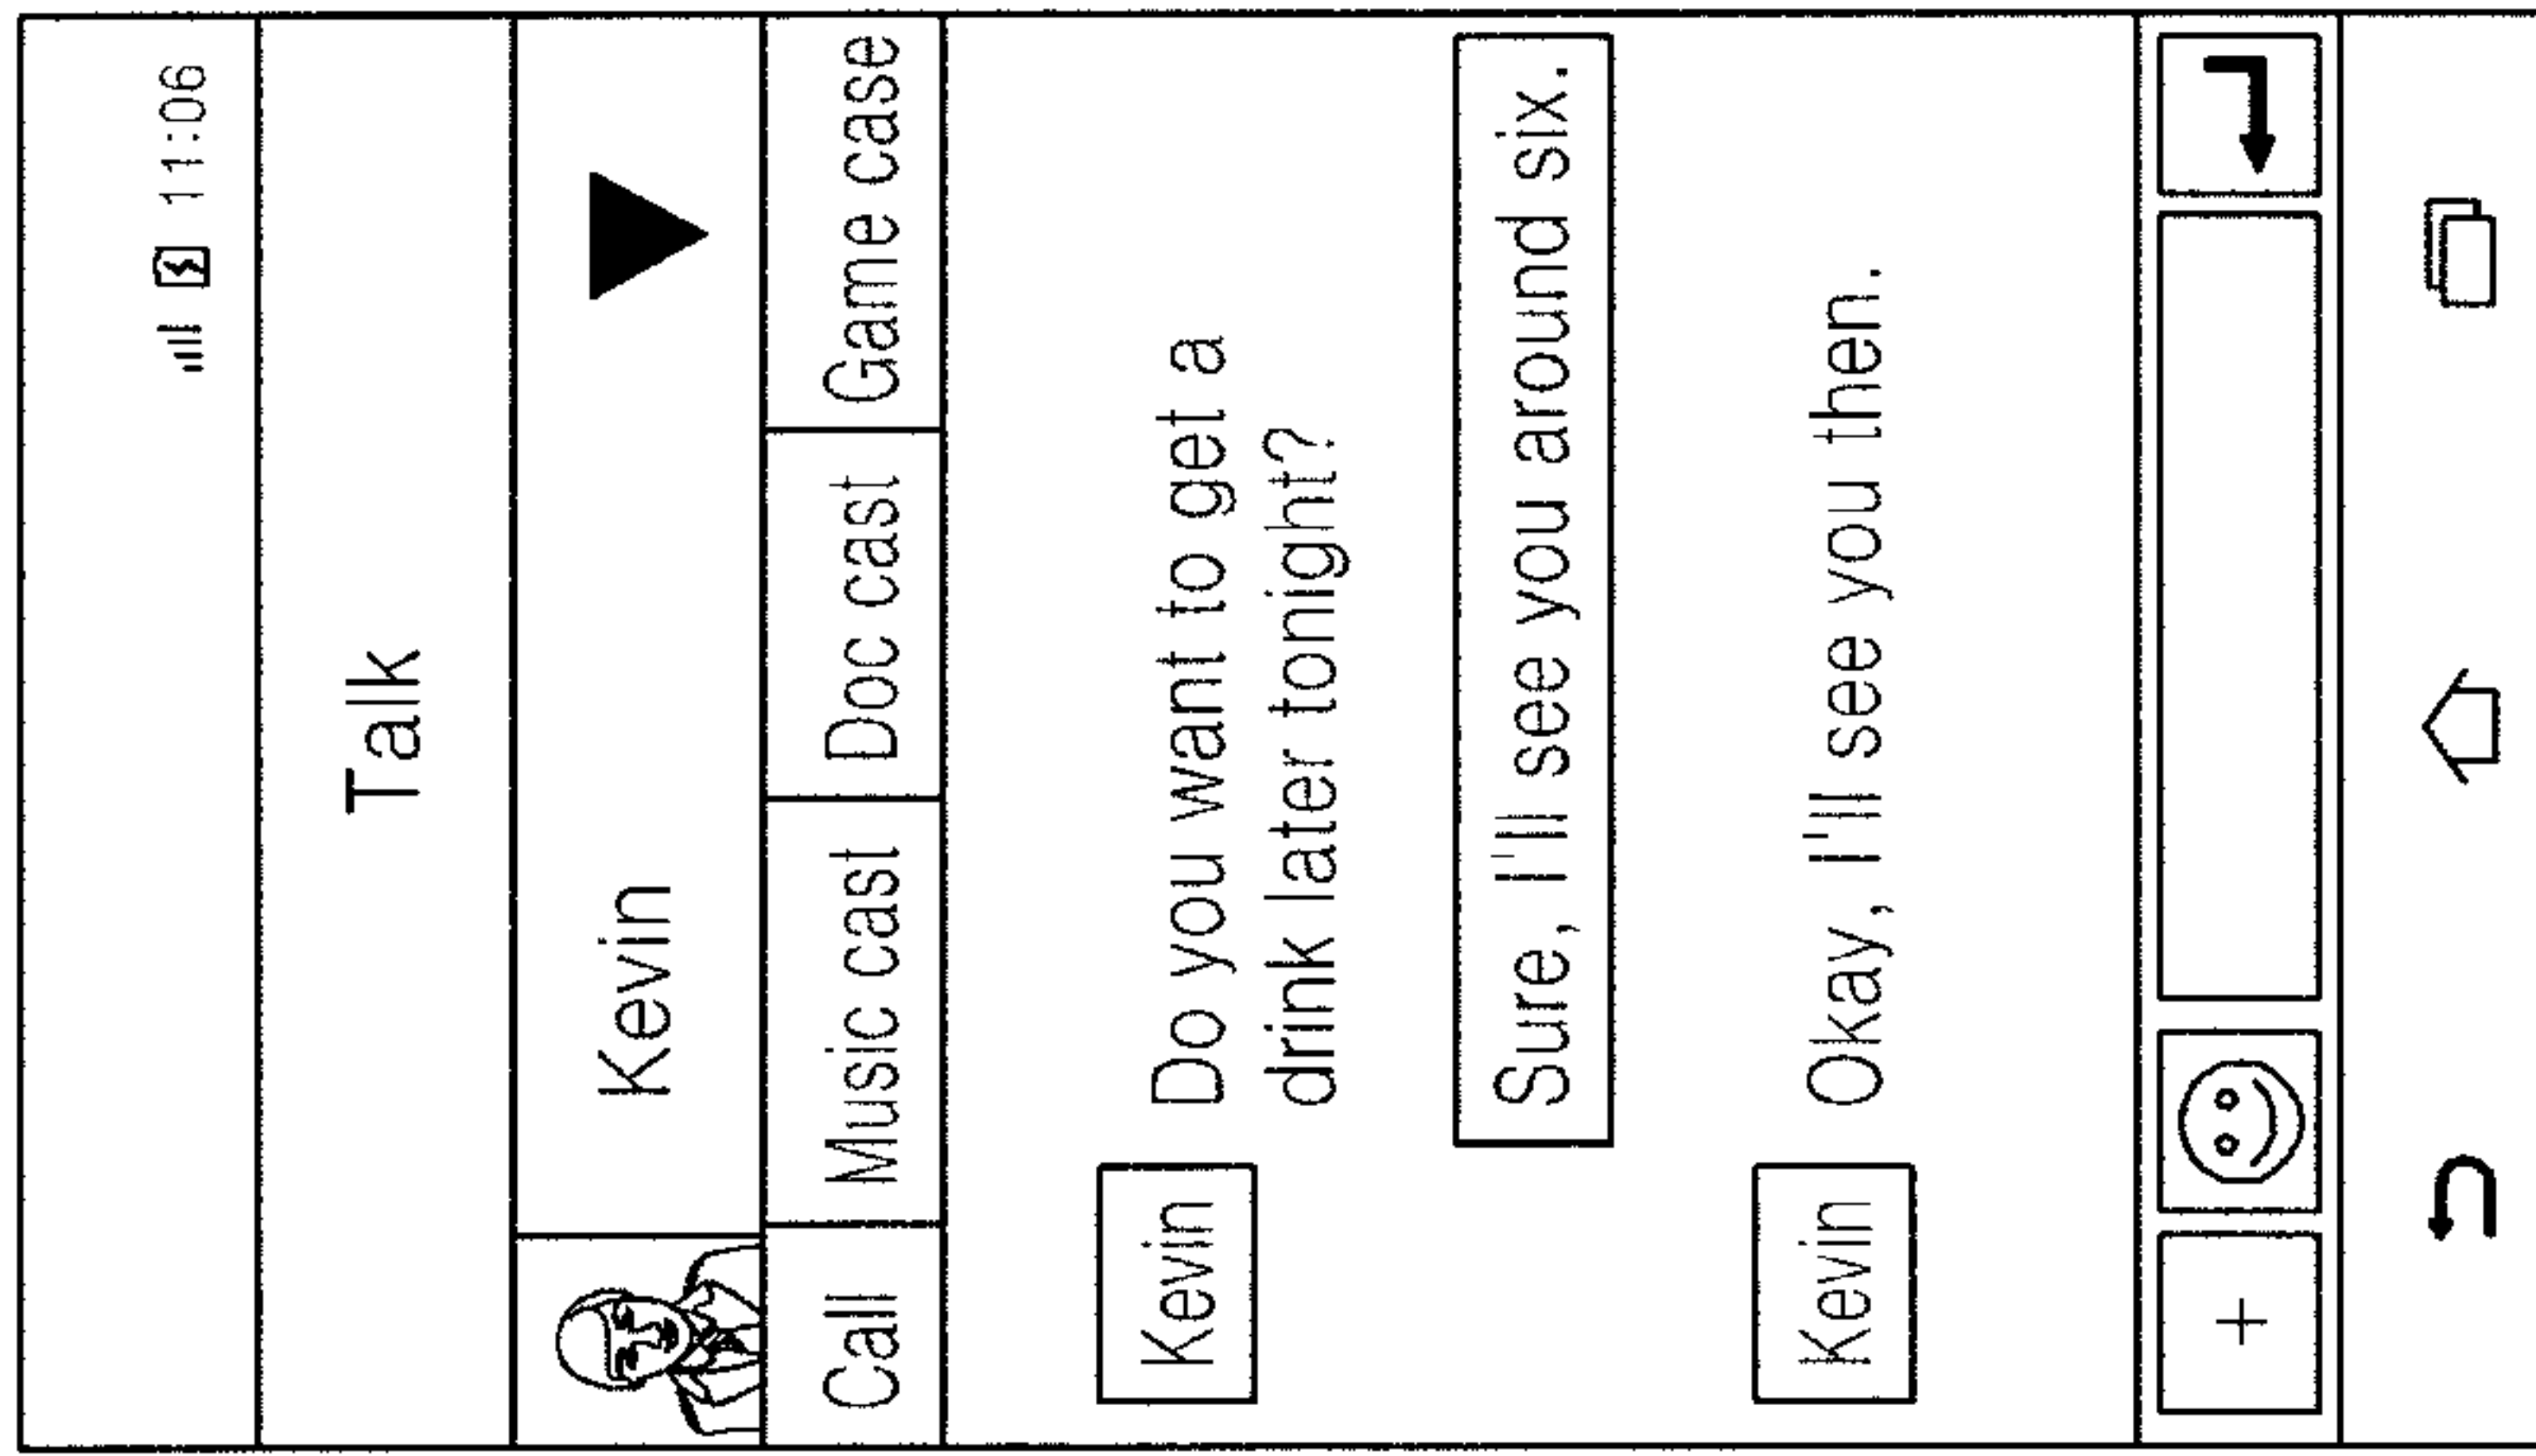 11:06
Talk
Kevin
Call Music cast Doc cast Game case
Kevin Do you want to get a
drink later tonight?
Sure, I'll see you around six.
Kevin Okay, I'll see you then.
+